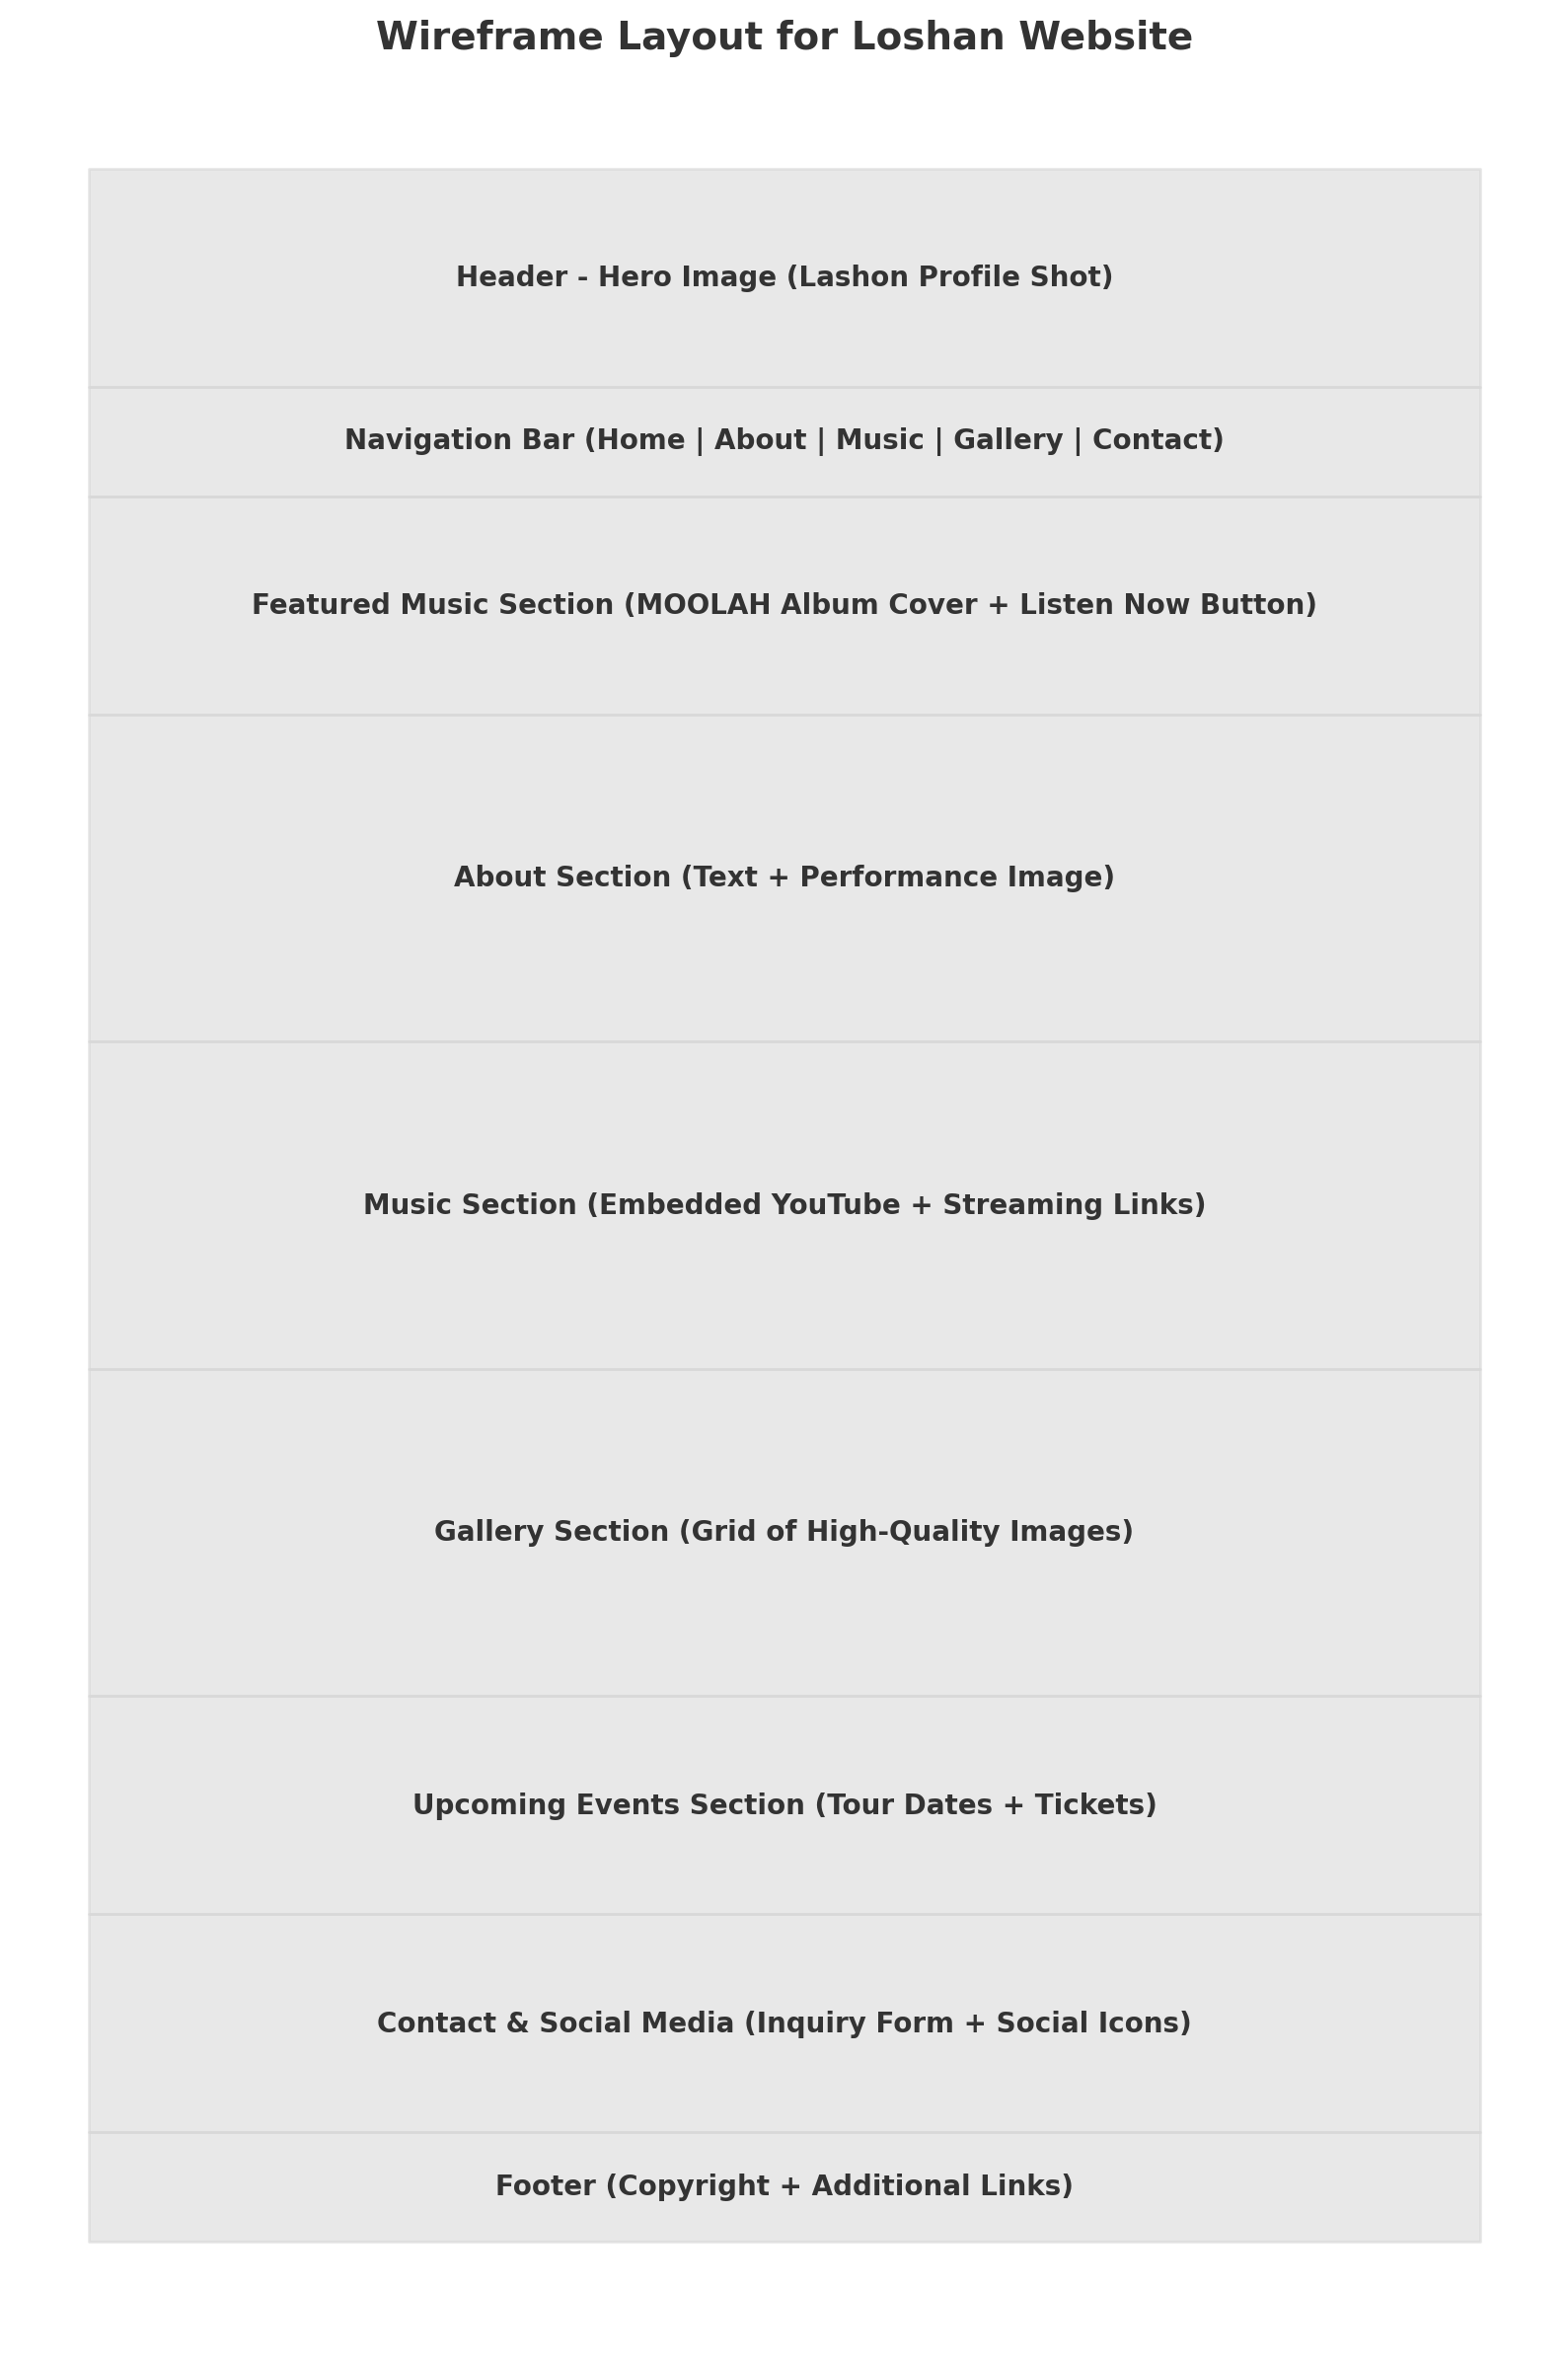 Wireframe Layout for Loshan Website
Header - Hero Image (Lashon Profile Shot)
Navigation Bar (Home | About | Music | Gallery | Contact)
Featured Music Section (MOOLAH Album Cover + Listen Now Button)
About Section (Text + Performance Image)
Music Section (Embedded YouTube + Streaming Links)
Gallery Section (Grid of High-Quality Images)
Upcoming Events Section (Tour Dates + Tickets)
Contact & Social Media (Inquiry Form + Social Icons)
Footer (Copyright + Additional Links)